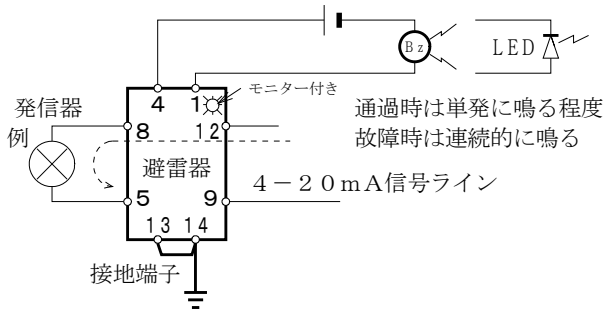 Bz
LED
モニター付き
4 1
発信器
例
8
12
通過時は単発に鳴る程度
故障時は連続的に鳴る
避雷器
5
9
4－20mA信号ライン
13 14
接地端子